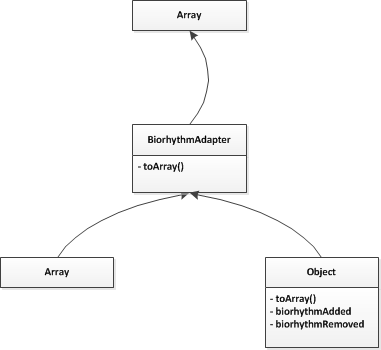 Array
BiorhythmAdapter
- toArray()
Array
Object
- toArray()
- biorhythmAdded
- biorhythmRemoved